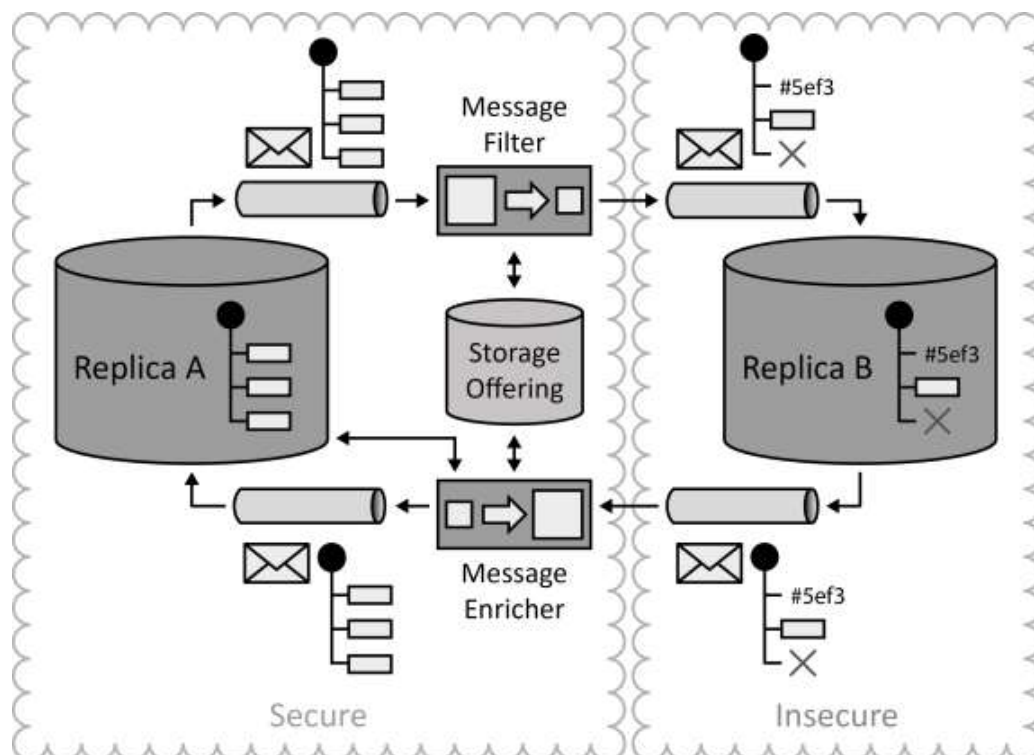 #5ef3
Message
Filter
Replica A
Storage
Offering
Replica B
#5ef3
Message
Enricher
#5ef3
Secure
Insecure